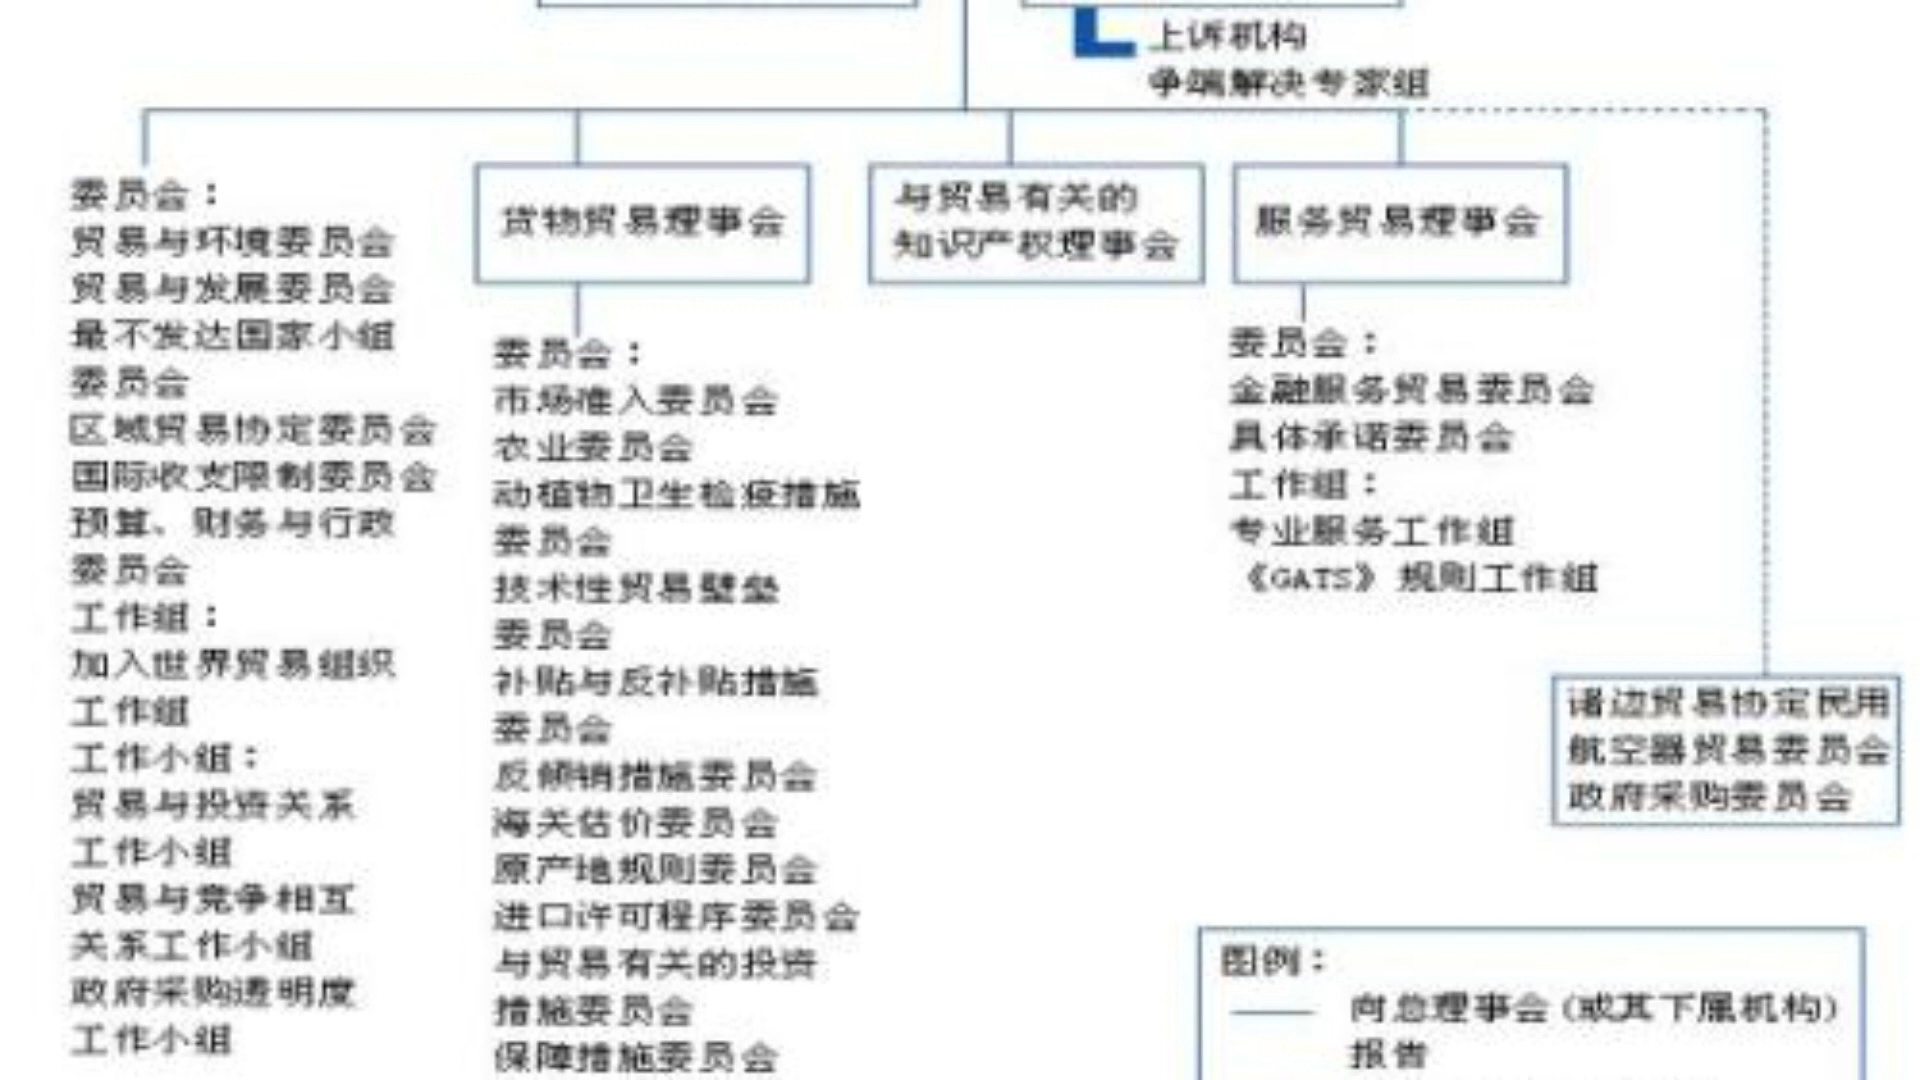 上诉机构
争端解决专家组
委员会：
贸易与环境委员会
贸易与发展委员会
最不发达国家小组
委员会
区域贸易协定委员会
国际收支限制委员会
预算、财务与行政
委员会
工作组：
加入世界贸易组织
工作组
工作小组：
贸易与投资关系
工作小组
贸易与竞争相互
关系工作小组
政府采购透明度
工作小组
货物贸易理事会
委员会：
市场准入委员会
农业委员会
动植物卫生检疫措施
委员会
技术性贸易壁垒
委员会
补贴与反补贴措施
委员会
反倾销措施委员会
海关估价委员会
原产地规则委员会
进口许可程序委员会
与贸易有关的投资
措施委员会
保障措施委员会
与贸易有关的
知识产权理事会
服务贸易理事会
委员会：
金融服务贸易委员会
具体承诺委员会
工作组：
专业服务工作组
《GATS》规则工作组
诸边贸易协定民用
航空器贸易委员会
政府采购委员会
图例：
向总理事会(或其下属机构)
报告